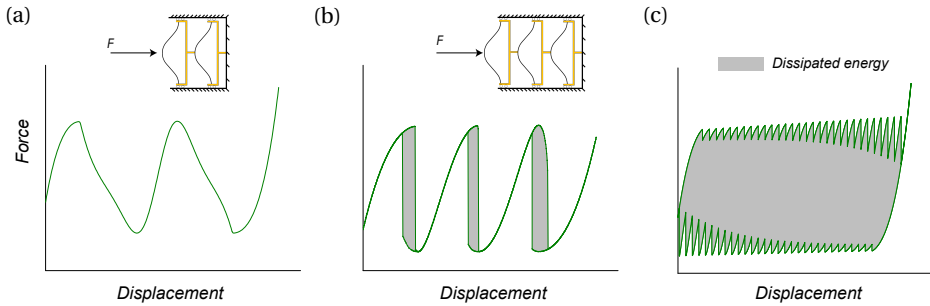 (a)
F
Force
Displacement
(b)
F
Displacement
(c)
Dissipated energy
Displacement